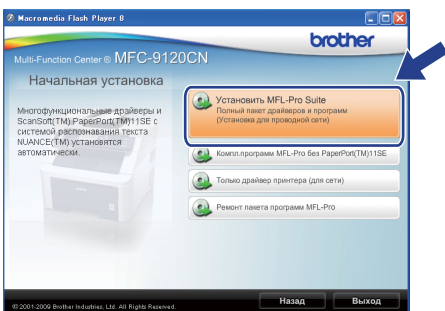 Macromedia Flash Player 8
brother
Multi-Function Center ® MFC-9120CN
Начальная установка
Многофункциональные драйверы и
ScanSoft(TM) PaperPort(TM)11SE с
системой распознавания текста
NUANCE(TM) установятся
автоматически.
Установить MFL-Pro Suite
Полный пакет драйверов и программ
(Установка для проводной сети)
Компл.программ MFL-Pro без PaperPort(TM)11SE
Только драйвер принтера (для сети)
Ремонт пакета программ MFL-Pro
© 2001-2009 Brother Industries, Ltd. All Rights Reserved.
Назад
Выход